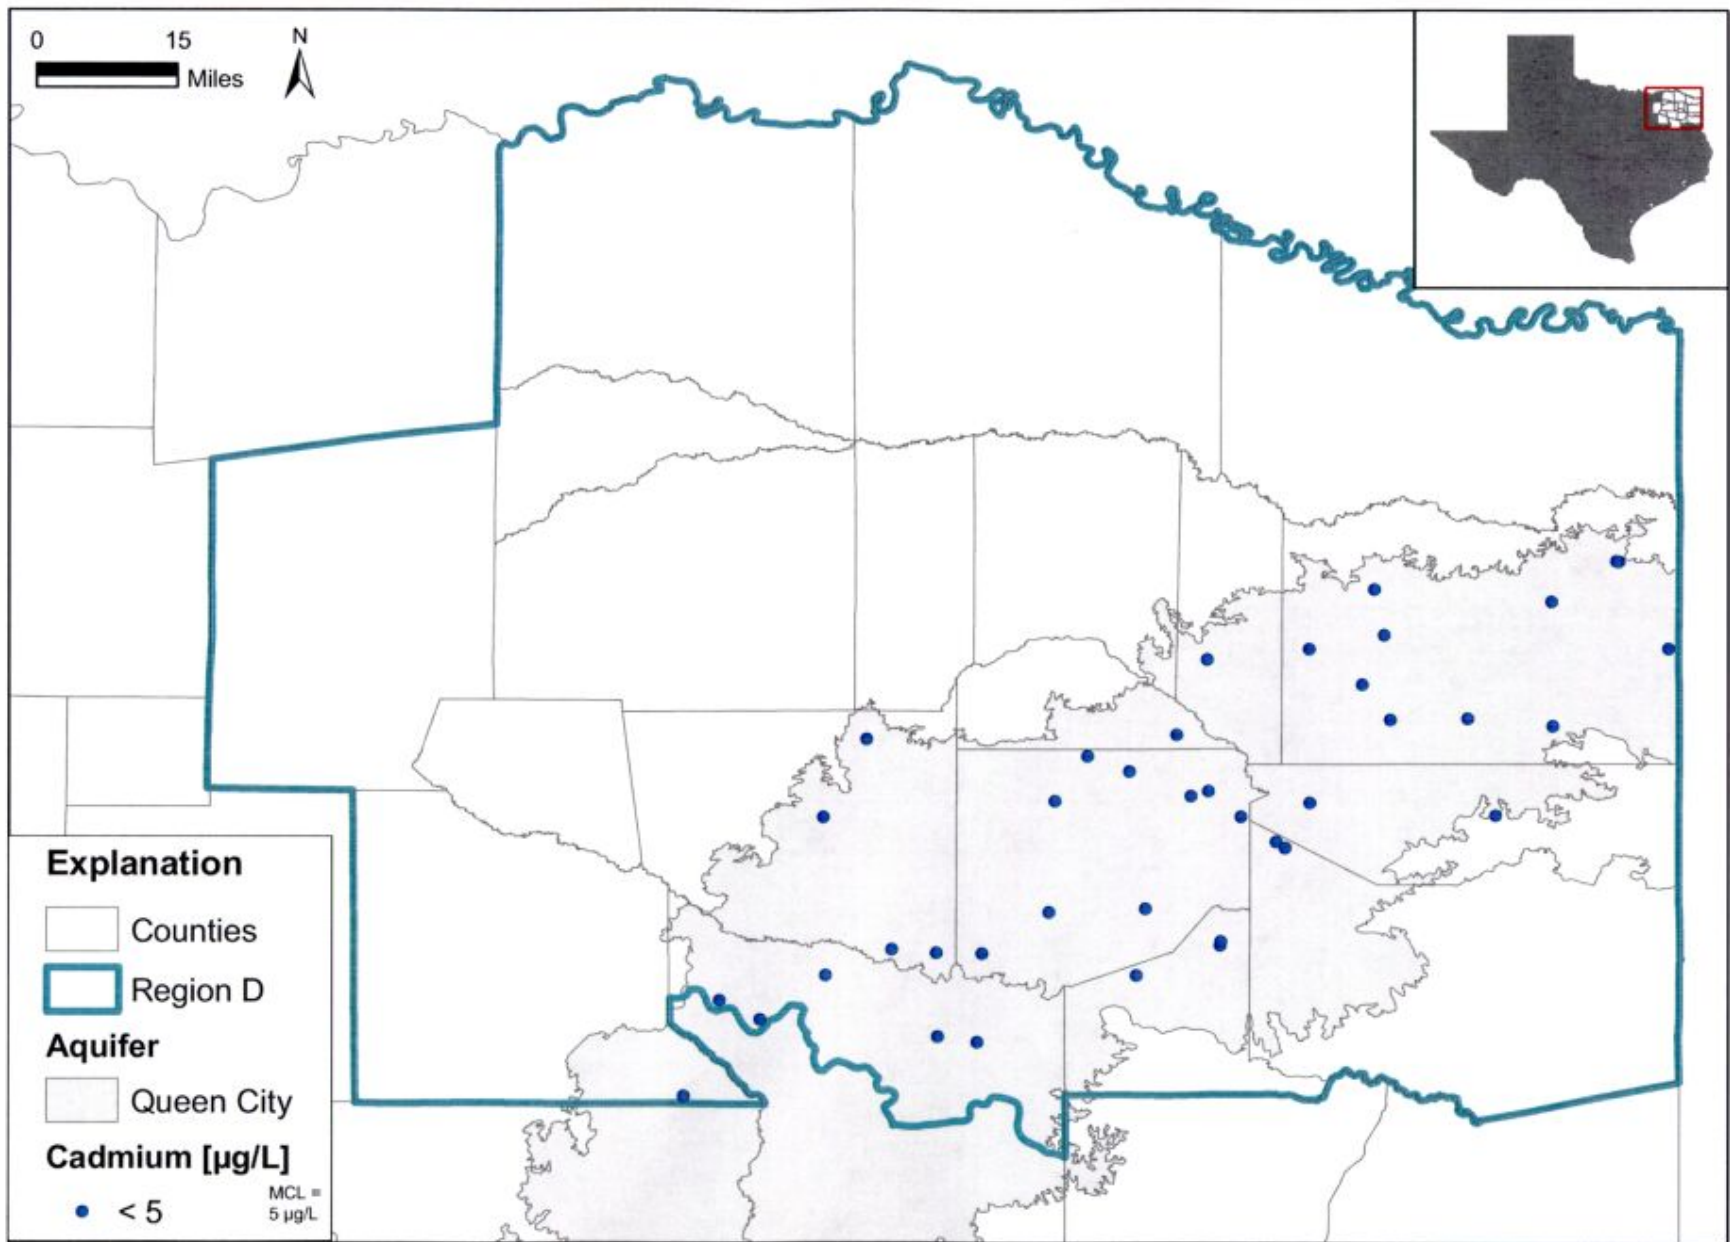 0 15
Miles
N
Explanation
Counties
Region D
Aquifer
Queen City
Cadmium [µg/L]
< 5
MCL =
5 µg/L